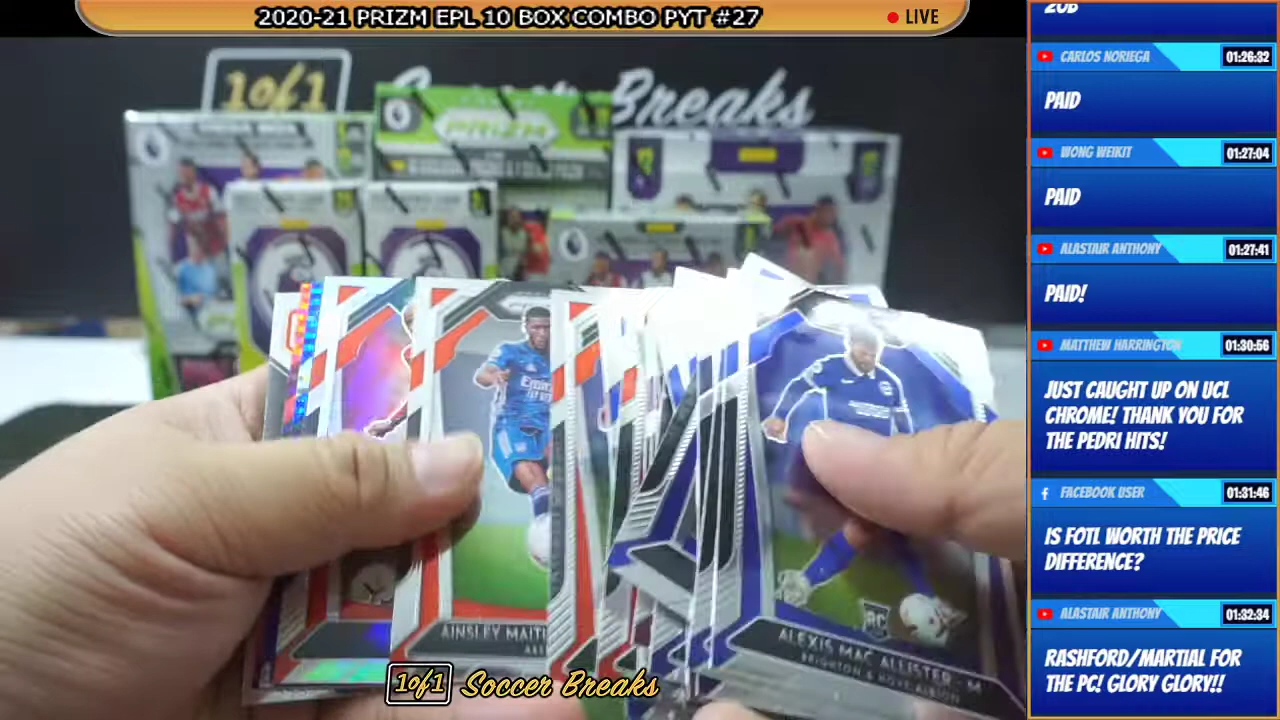 2020-21 PRIZM EPL 10 BOX COMBO PYT #27
LIVE
1of1
Breaks
PRIZM
AINSLEY MAITL
ALEXIS MAC ALLISTER - M
BRIGHTON & HOVE ALBION
RC
1of1 Soccer Breaks
CARLOS NORIEGA
01:26:32
PAID
WONG WEIKIT
01:27:04
PAID
ALASTAIR ANTHONY
01:27:41
PAID!
MATTHEW HARRINGTON
01:30:56
JUST CAUGHT UP ON UCL
CHROME! THANK YOU FOR
THE PEDRI HITS!
FACEBOOK USER
01:31:46
IS FOTL WORTH THE PRICE
DIFFERENCE?
ALASTAIR ANTHONY
01:32:34
RASHFORD/MARTIAL FOR
THE PC! GLORY GLORY!!